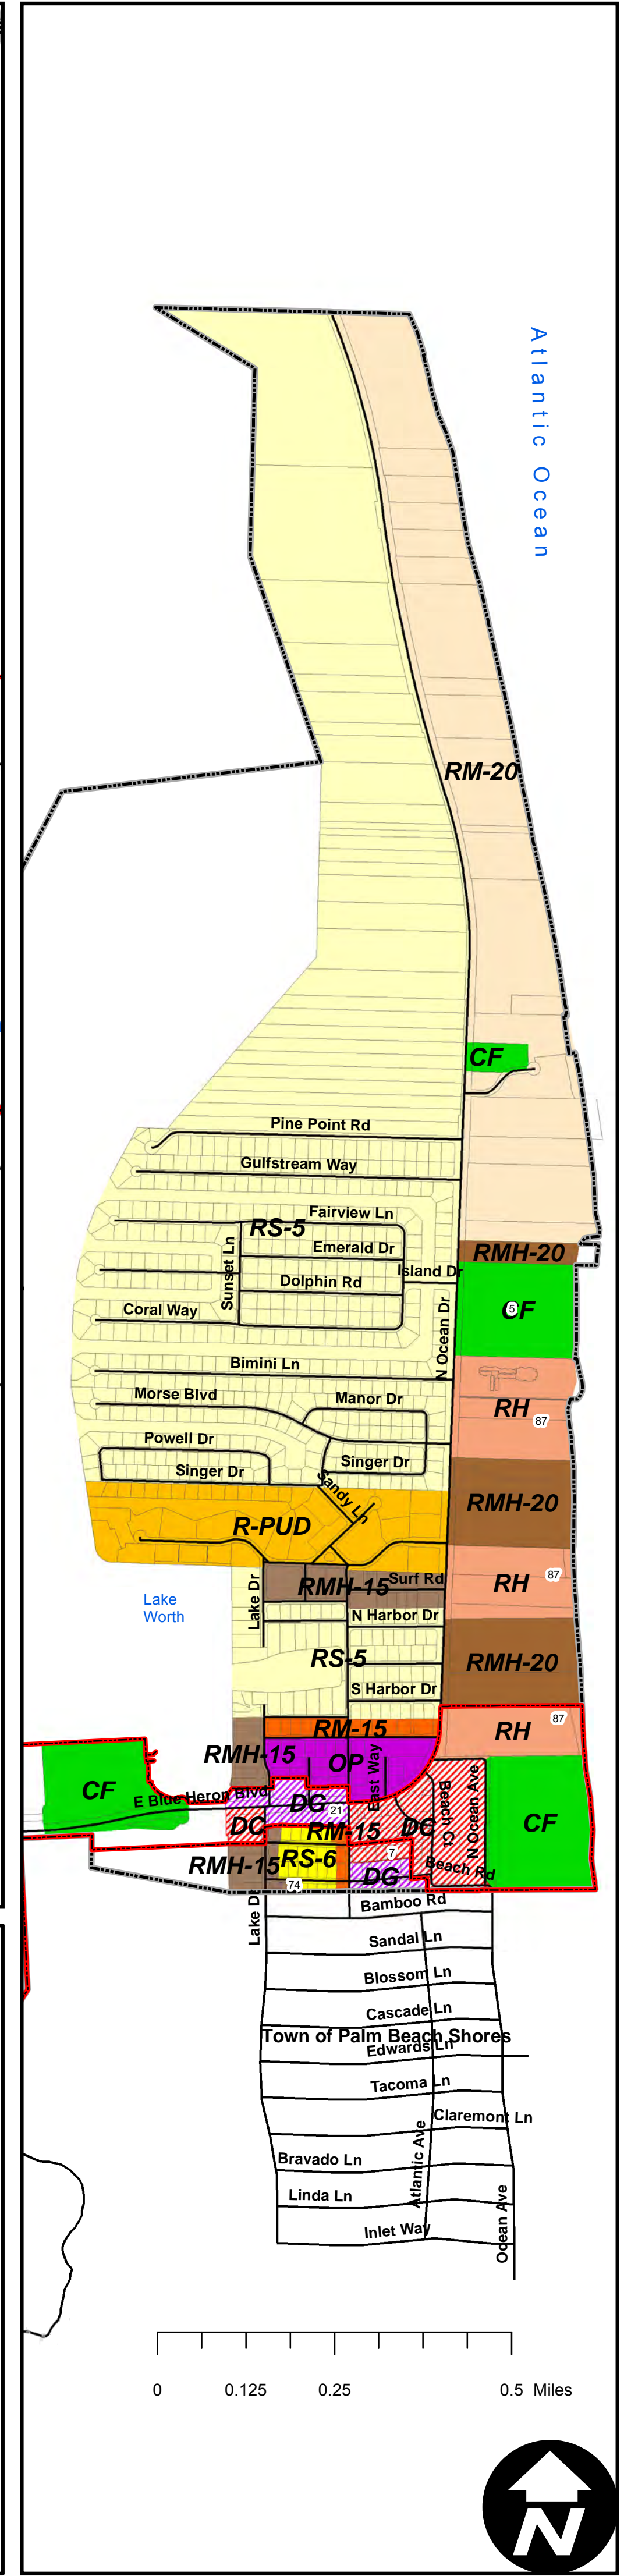 Atlantic Ocean
RM-20
CF
Pine Point Rd
Gulfstream Way
Fairview Ln
RS-5
Emerald Dr
Sunset Ln
Island Dr
Dolphin Rd
RMH-20
CF
5
Coral Way
N Ocean Dr
Bimini Ln
Morse Blvd
Manor Dr
RH
87
Powell Dr
Singer Dr
Singer Dr
Sandy Ln
RMH-20
R-PUD
RH
87
Surf Rd
RMH-15
Lake Dr
Lake
Worth
N Harbor Dr
RS-5
RMH-20
S Harbor Dr
RH
87
RM-15
RMH-15
OP
East Way
CF
E Blue Heron Blvd
DG
21
DC
RM-15
DC
Beach Ct
N Ocean Ave
CF
RMH-15
RS-6
7
DG
Beach Rd
74
Lake Dr
Bamboo Rd
Sandal Ln
Blossom Ln
Cascade Ln
Town of Palm Beach Shores
Edwards Ln
Tacoma Ln
Claremont Ln
Atlantic Ave
Bravado Ln
Linda Ln
Inlet Way
Ocean Ave
0 0.125 0.25 0.5 Miles
N